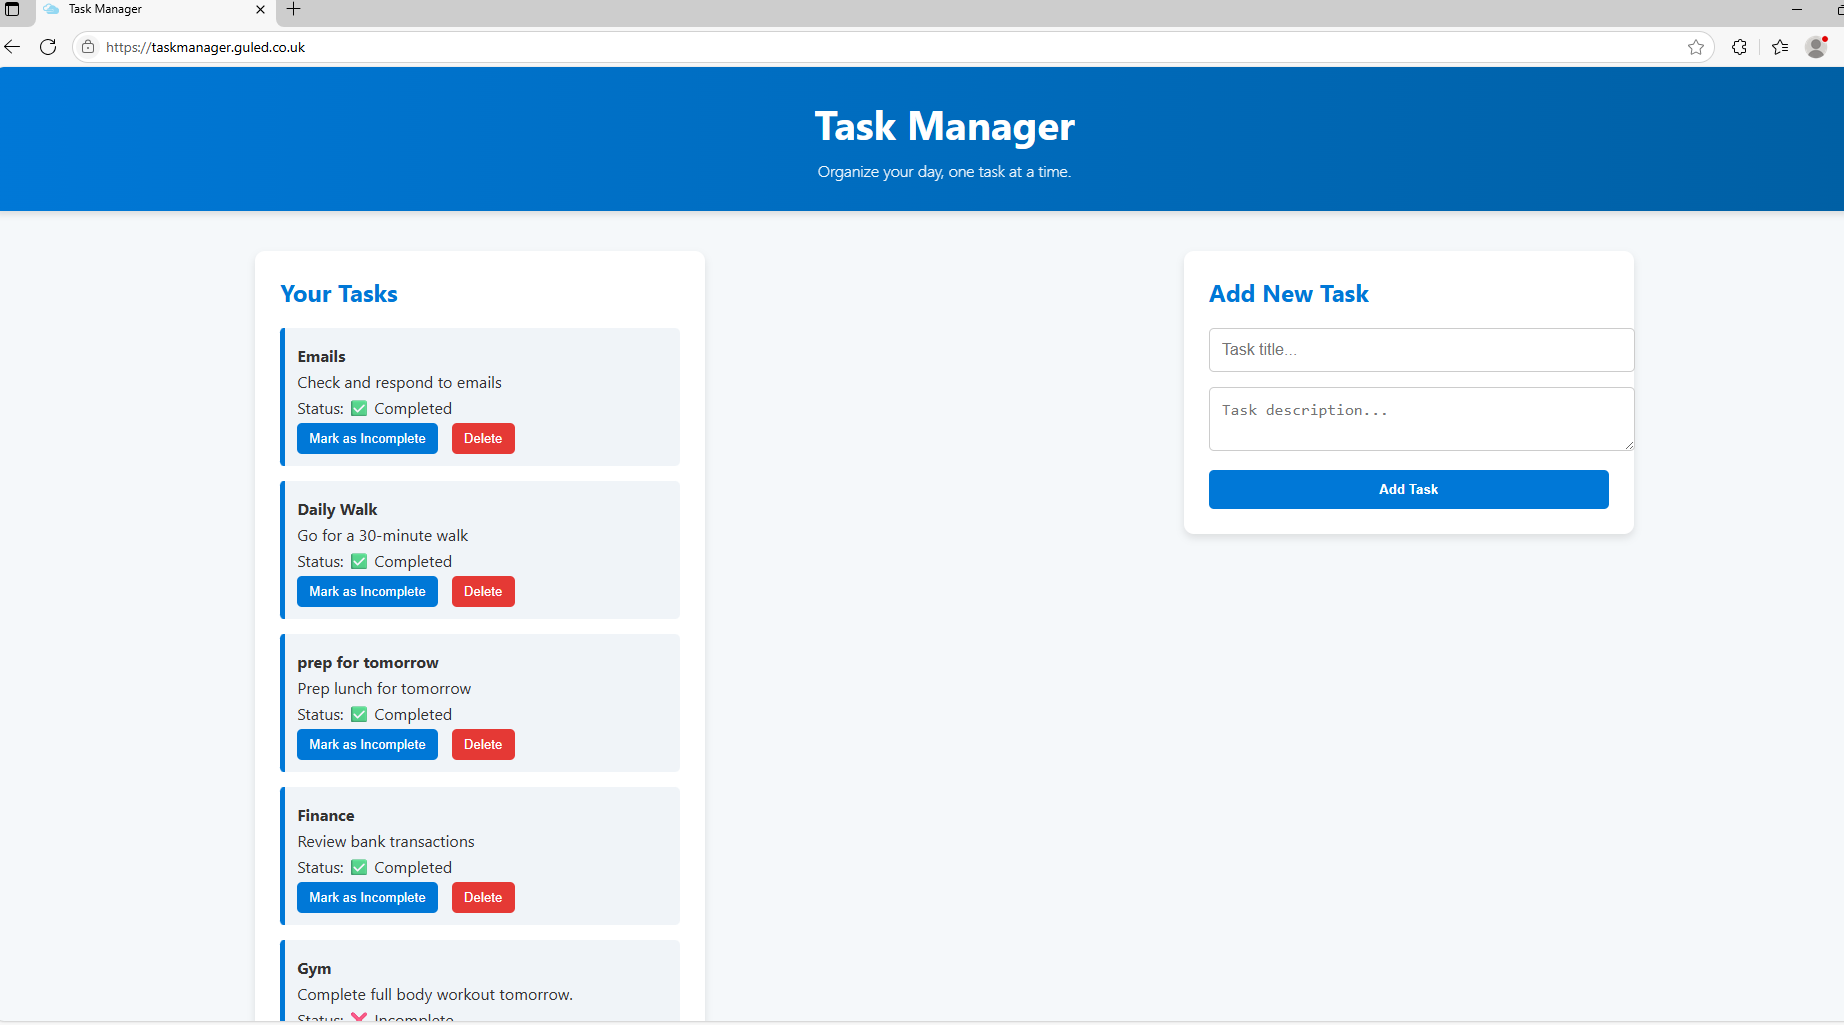 Task Manager
https://taskmanager.guled.co.uk
Task Manager
Organize your day, one task at a time.
Your Tasks
Emails
Check and respond to emails
Status: ✅ Completed
Mark as Incomplete Delete
Daily Walk
Go for a 30-minute walk
Status: ✅ Completed
Mark as Incomplete Delete
prep for tomorrow
Prep lunch for tomorrow
Status: ✅ Completed
Mark as Incomplete Delete
Finance
Review bank transactions
Status: ✅ Completed
Mark as Incomplete Delete
Gym
Complete full body workout tomorrow.
Status: ❌ Incomplete
Add New Task
Task title...
Task description...
Add Task